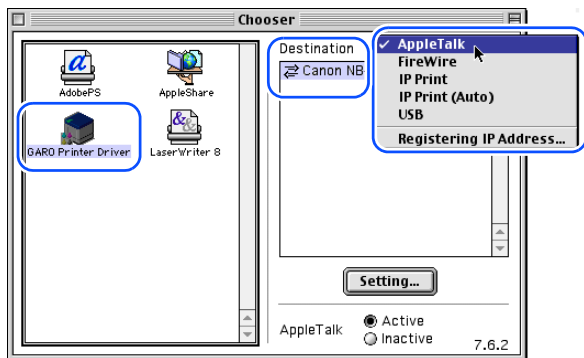 Chooser
AdobePS
AppleShare
GARO Printer Driver
LaserWriter 8
Destination
Canon NB
AppleTalk
FireWire
IP Print
IP Print (Auto)
USB
Registering IP Address...
Setting...
AppleTalk
Active
Inactive
7.6.2